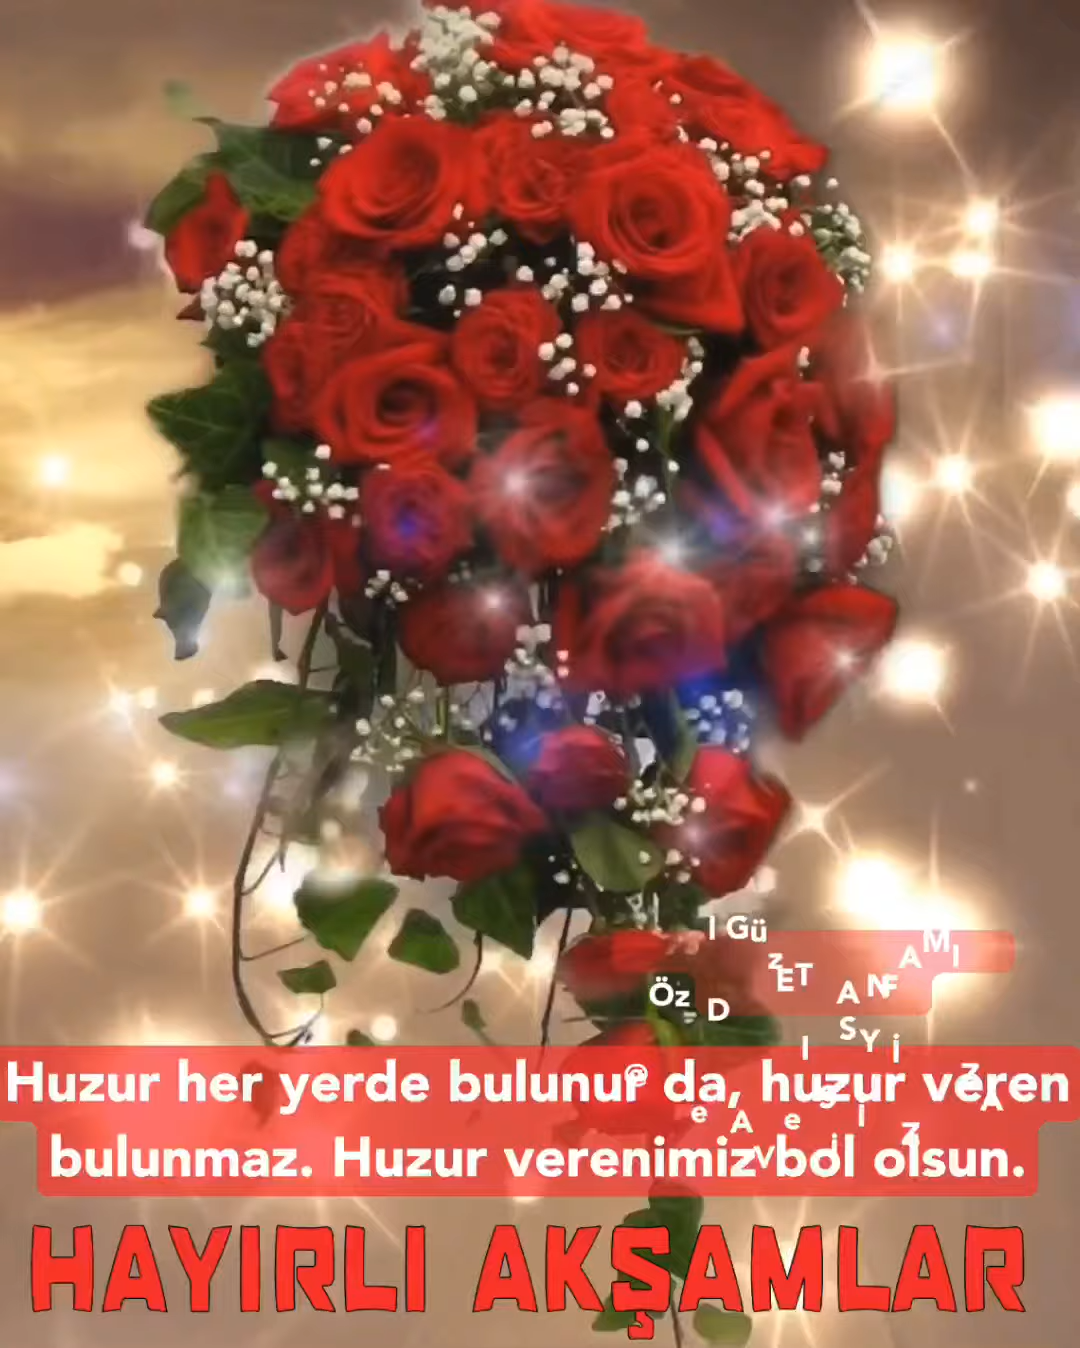 Huzur her yerde bulunur da, huzur veren
bulunmaz. Huzur verenimiz bol olsun.
HAYIRLI AKŞAMLAR